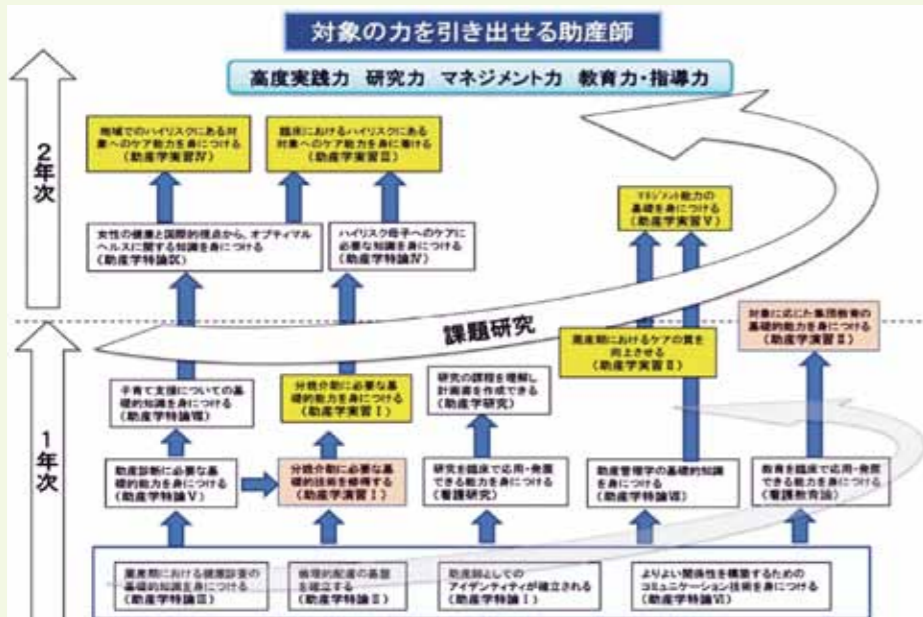 対象の力を引き出せる助産師
高度実践力 研究力 マネジメント力 教育力・指導力
2年次
地域でのハイリスクにある対
象へのケア能力を身につける
(助産学実習Ⅳ)
臨床におけるハイリスクにある
対象へのケア能力を身に着ける
(助産学実習Ⅲ)
マネジメント能力の
基礎を身につける
(助産学実習Ⅴ)
女性の健康と国際的視点から、オプティマル
ヘルスに関する知識を身につける
(助産学特論Ⅸ)
ハイリスク母子へのケアに
必要な知識を身につける
(助産学特論Ⅳ)
課題研究
1年次
対象に応じた集団教育の
基礎的能力を身につける
(助産学演習Ⅱ)
周産期におけるケアの質を
向上させる
(助産学実習Ⅱ)
子育て支援についての基
礎的知識を身につける
(助産学特論Ⅷ)
分娩介助に必要な基
礎的能力を身につける
(助産学実習Ⅰ)
研究の課程を理解し
計画書を作成できる
(助産学研究)
助産診断に必要な基
礎的能力を身につける
(助産学特論Ⅴ)
分娩介助に必要な基
礎的技術を修得する
(助産学演習Ⅰ)
研究を臨床で応用・発展
できる能力を身につける
(看護研究)
助産管理学の基礎的知識
を身につける
(助産学特論Ⅶ)
教育を臨床で応用・発展
できる能力を身につける
(看護教育論)
周産期における健康診査の
基礎的知識を身につける
(助産学特論Ⅲ)
倫理的配慮の基盤
を確立する
(助産学特論Ⅱ)
助産師としての
アイデンティティが確立される
(助産学特論Ⅰ)
よりよい関係性を構築するための
コミュニケーション技術を身につける
(助産学特論Ⅵ)